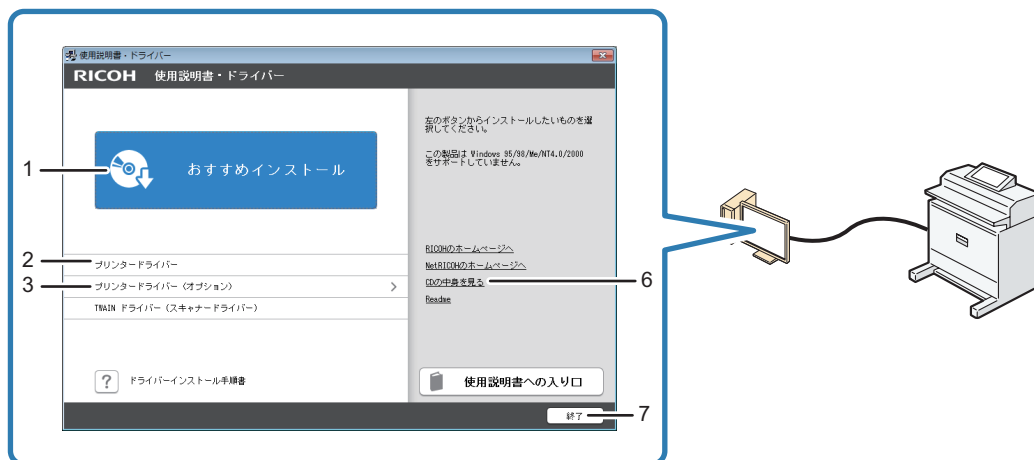 使用説明書・ドライバー
RICOH 使用説明書・ドライバー
左のボタンからインストールしたいものを選
択してください。
この製品は Windows 95/98/Me/NT4.0/2000
をサポートしていません。
1
おすすめインストール
RICOHのホームページへ
2
プリンタードライバー
NetRICOHのホームページへ
3
プリンタードライバー（オプション）
>
CDの中身を見る
6
TWAIN ドライバー（スキャナードライバー）
Readme
?
ドライバーインストール手順書
使用説明書への入り口
終了
7